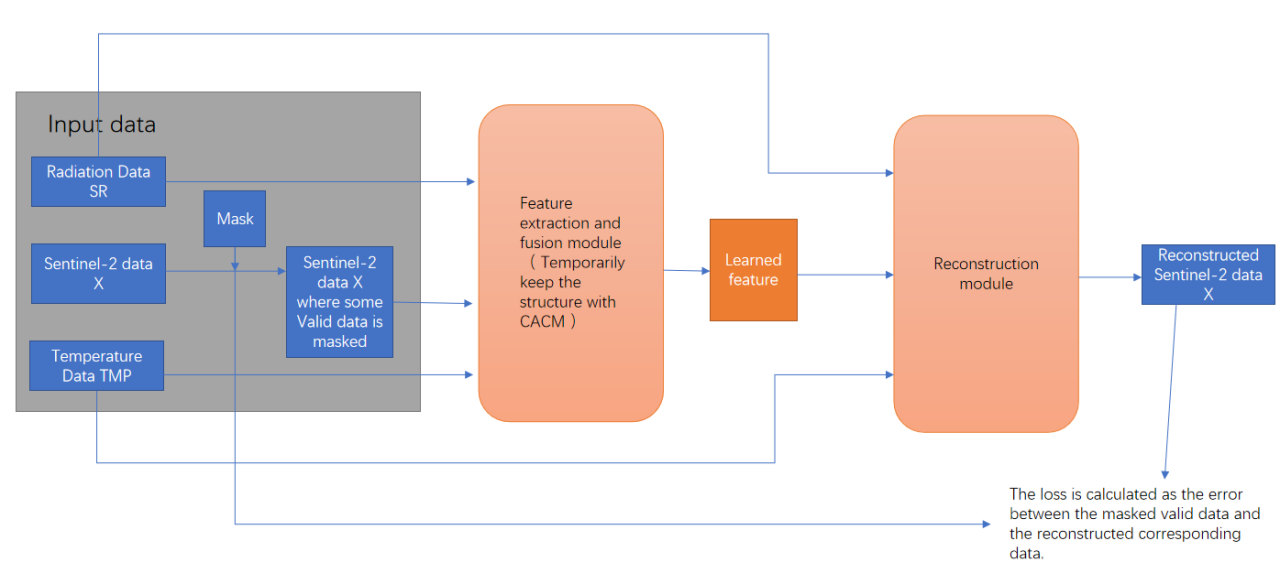 Input data
Radiation Data
SR
Mask
Sentinel-2 data
X
Sentinel-2
data X
where some
Valid data is
masked
Temperature
Data TMP
Feature
extraction and
fusion module
（Temporarily
keep the
structure with
CACM）
Learned
feature
Reconstruction
module
Reconstructed
Sentinel-2 data
X
The loss is calculated as the error
between the masked valid data and
the reconstructed corresponding
data.